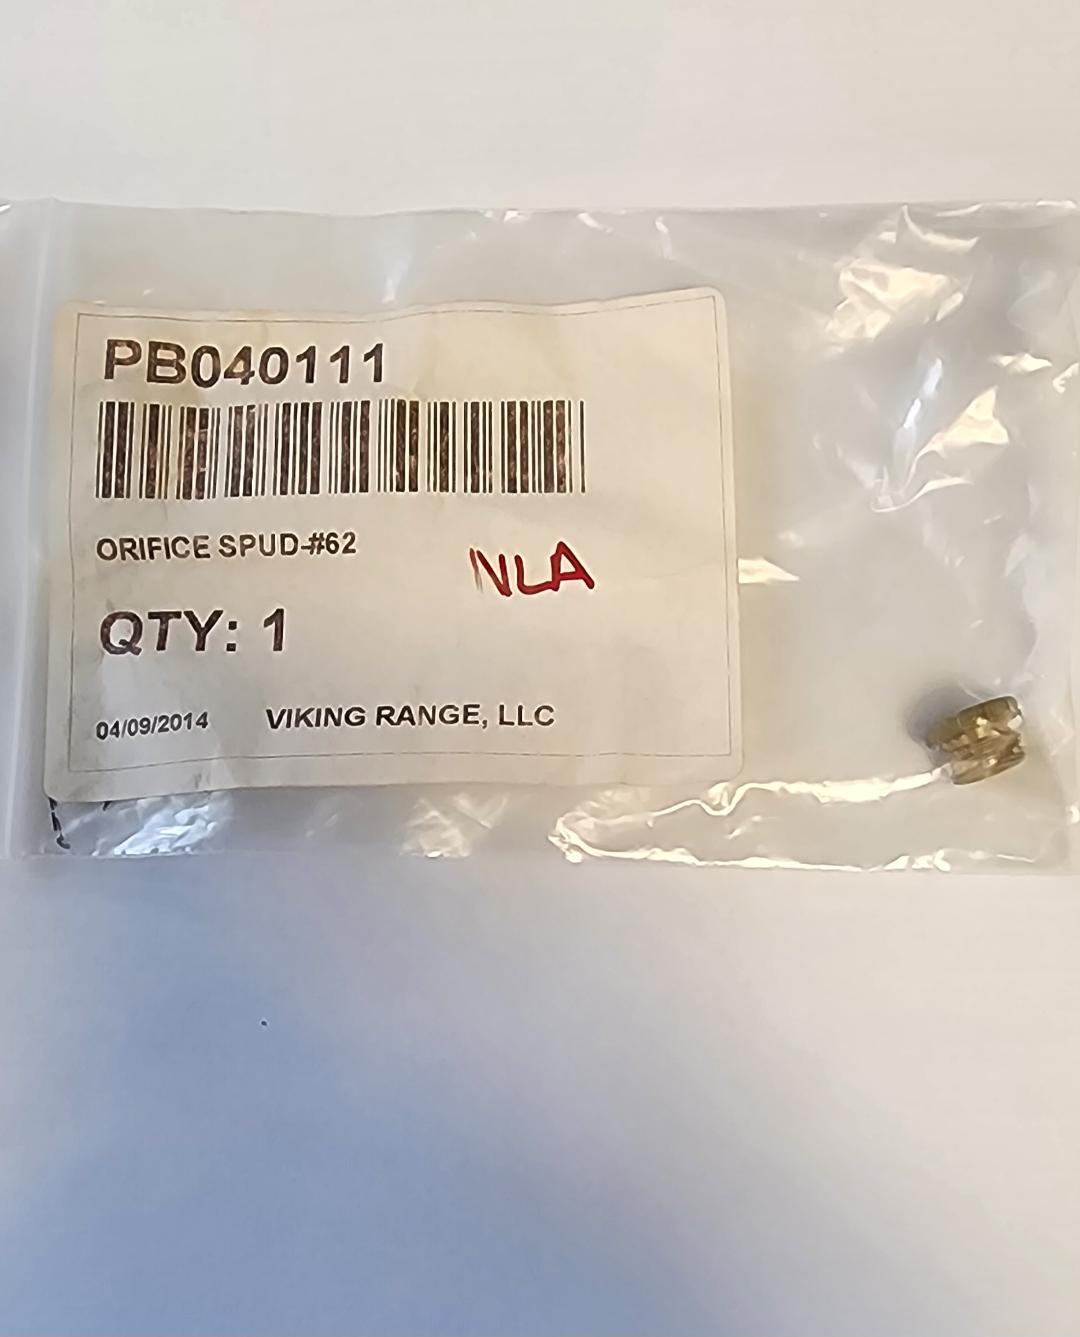 PB040111
ORIFICE SPUD-#62
NLA
QTY: 1
04/09/2014 VIKING RANGE, LLC